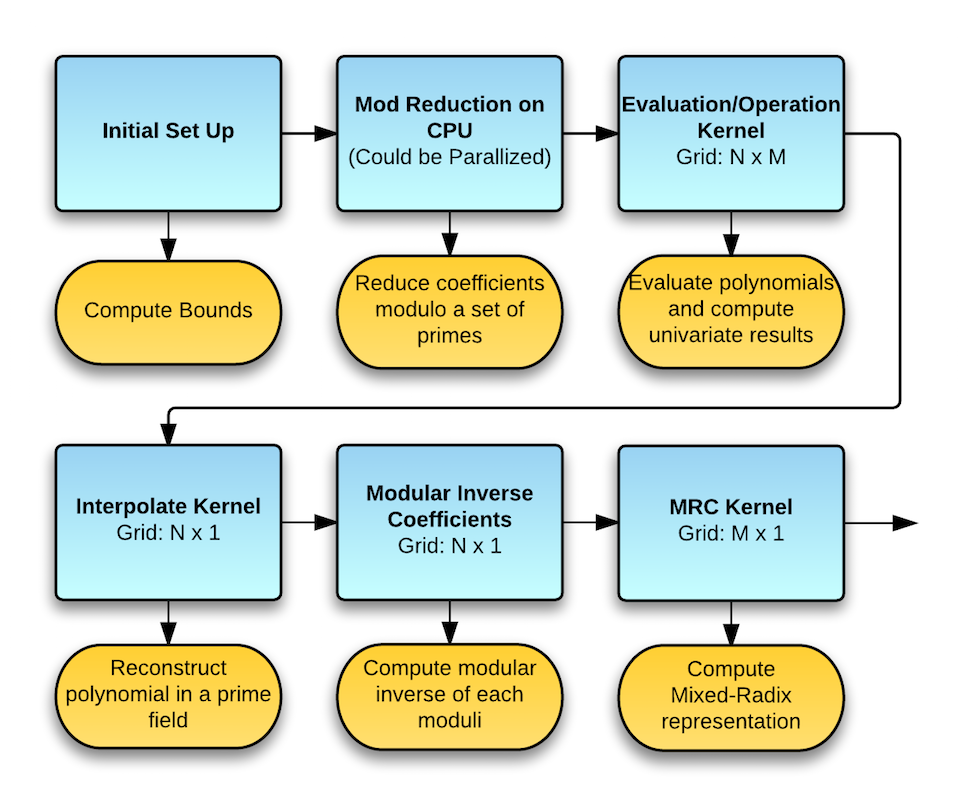 Initial Set Up
Mod Reduction on
CPU
(Could be Parallized)
Evaluation/Operation
Kernel
Grid: N x M
Compute Bounds
Reduce coefficients
modulo a set of
primes
Evaluate polynomials
and compute
univariate results
Interpolate Kernel
Grid: N x 1
Modular Inverse
Coefficients
Grid: N x 1
MRC Kernel
Grid: M x 1
Reconstruct
polynomial in a prime
field
Compute modular
inverse of each
moduli
Compute
Mixed-Radix
representation